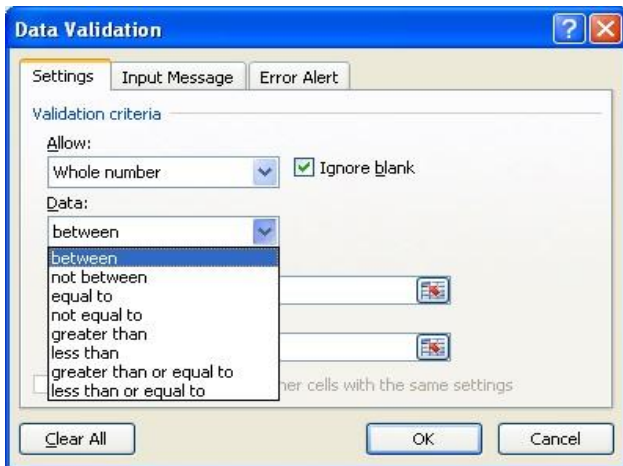 Data Validation
Settings
Input Message
Error Alert
Validation criteria
Allow:
Whole number
Ignore blank
Data:
between
between
not between
equal to
not equal to
greater than
less than
greater than or equal to
less than or equal to
cells with the same settings
Clear All
OK
Cancel